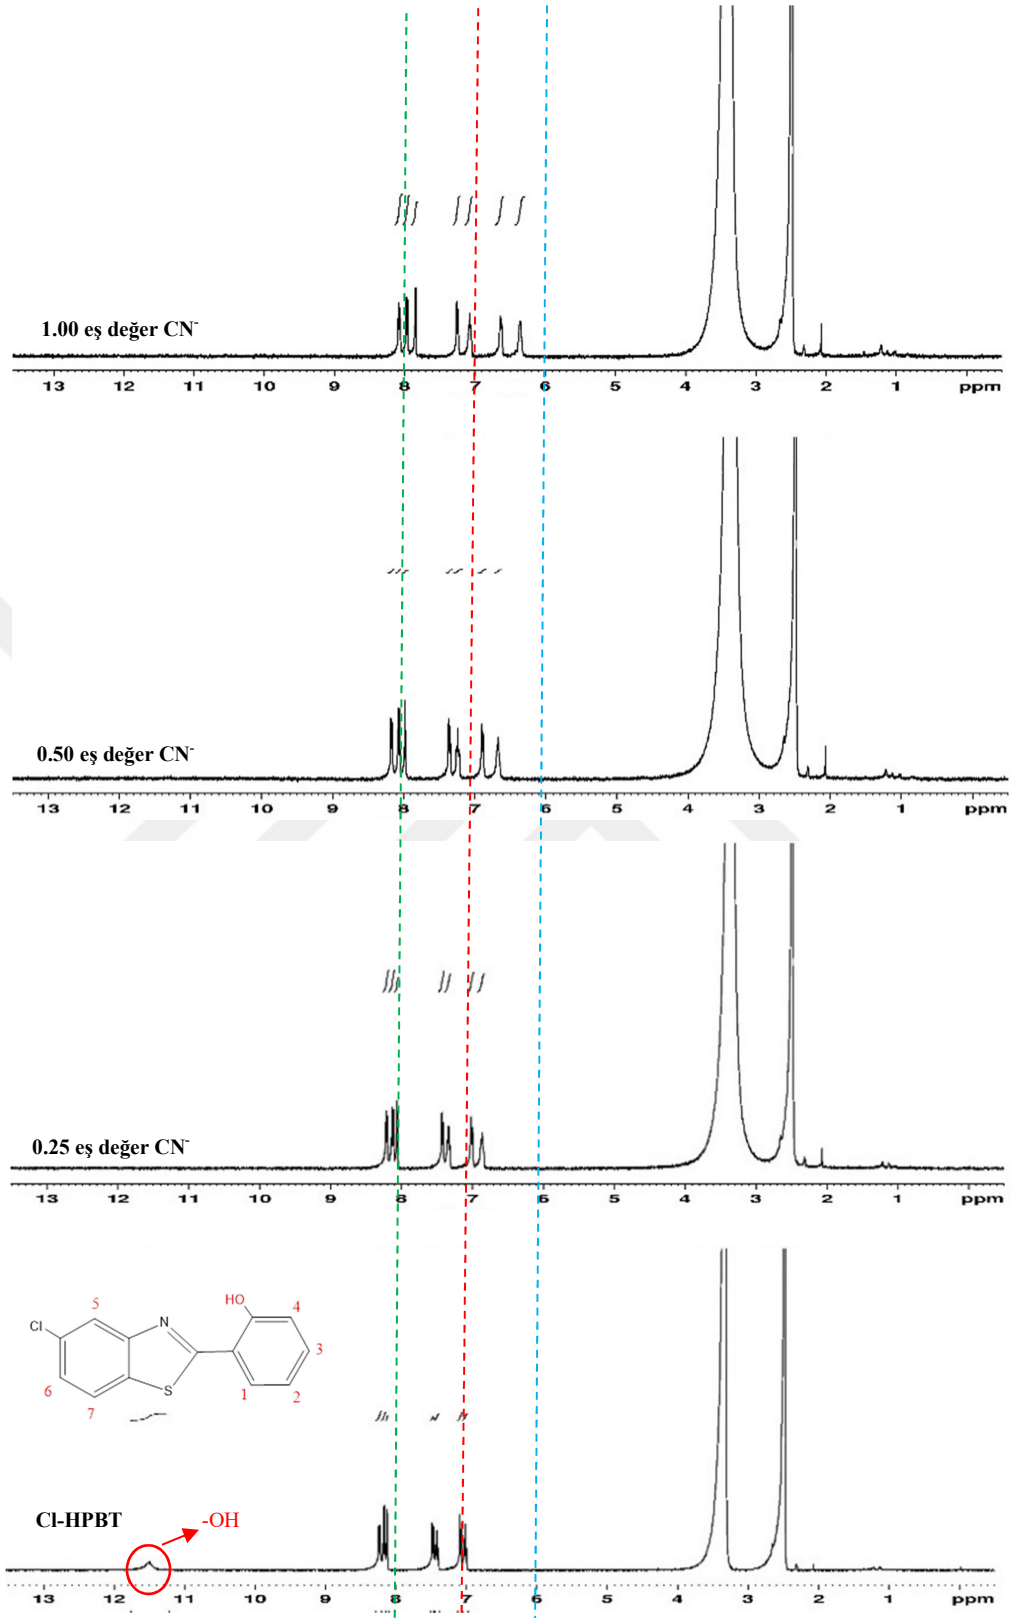 1.00 eş değer CN-
13 12 11 10 9 8 7 6 5 4 3 2 1 ppm
0.50 eş değer CN-
13 12 11 10 9 8 7 6 5 4 3 2 1 ppm
0.25 eş değer CN-
13 12 11 10 9 8 7 6 5 4 3 2 1 ppm
HO
5 N 4
Cl
3
6 S 1 2
7
Cl-HPBT
-OH
13 12 11 10 9 8 7 6 5 4 3 2 1 ppm